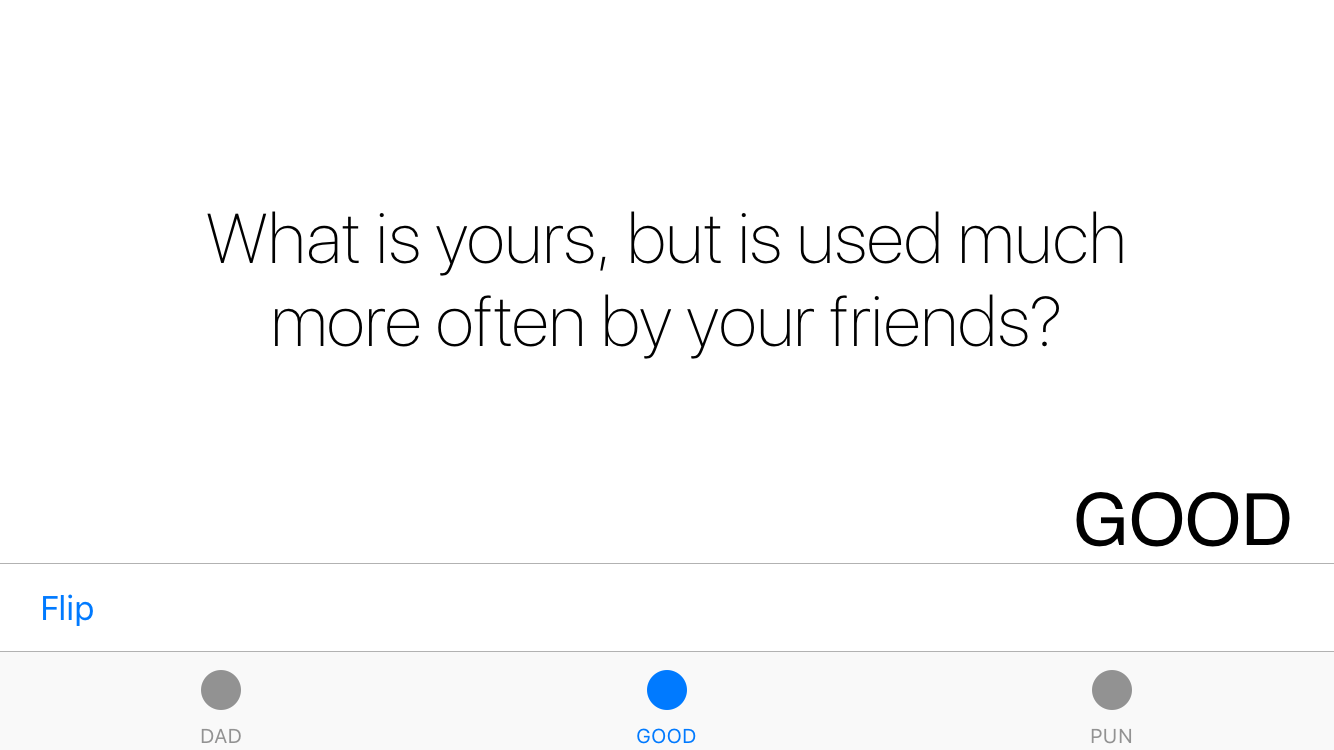 What is yours, but is used much
more often by your friends?
GOOD
Flip
DAD
GOOD
PUN